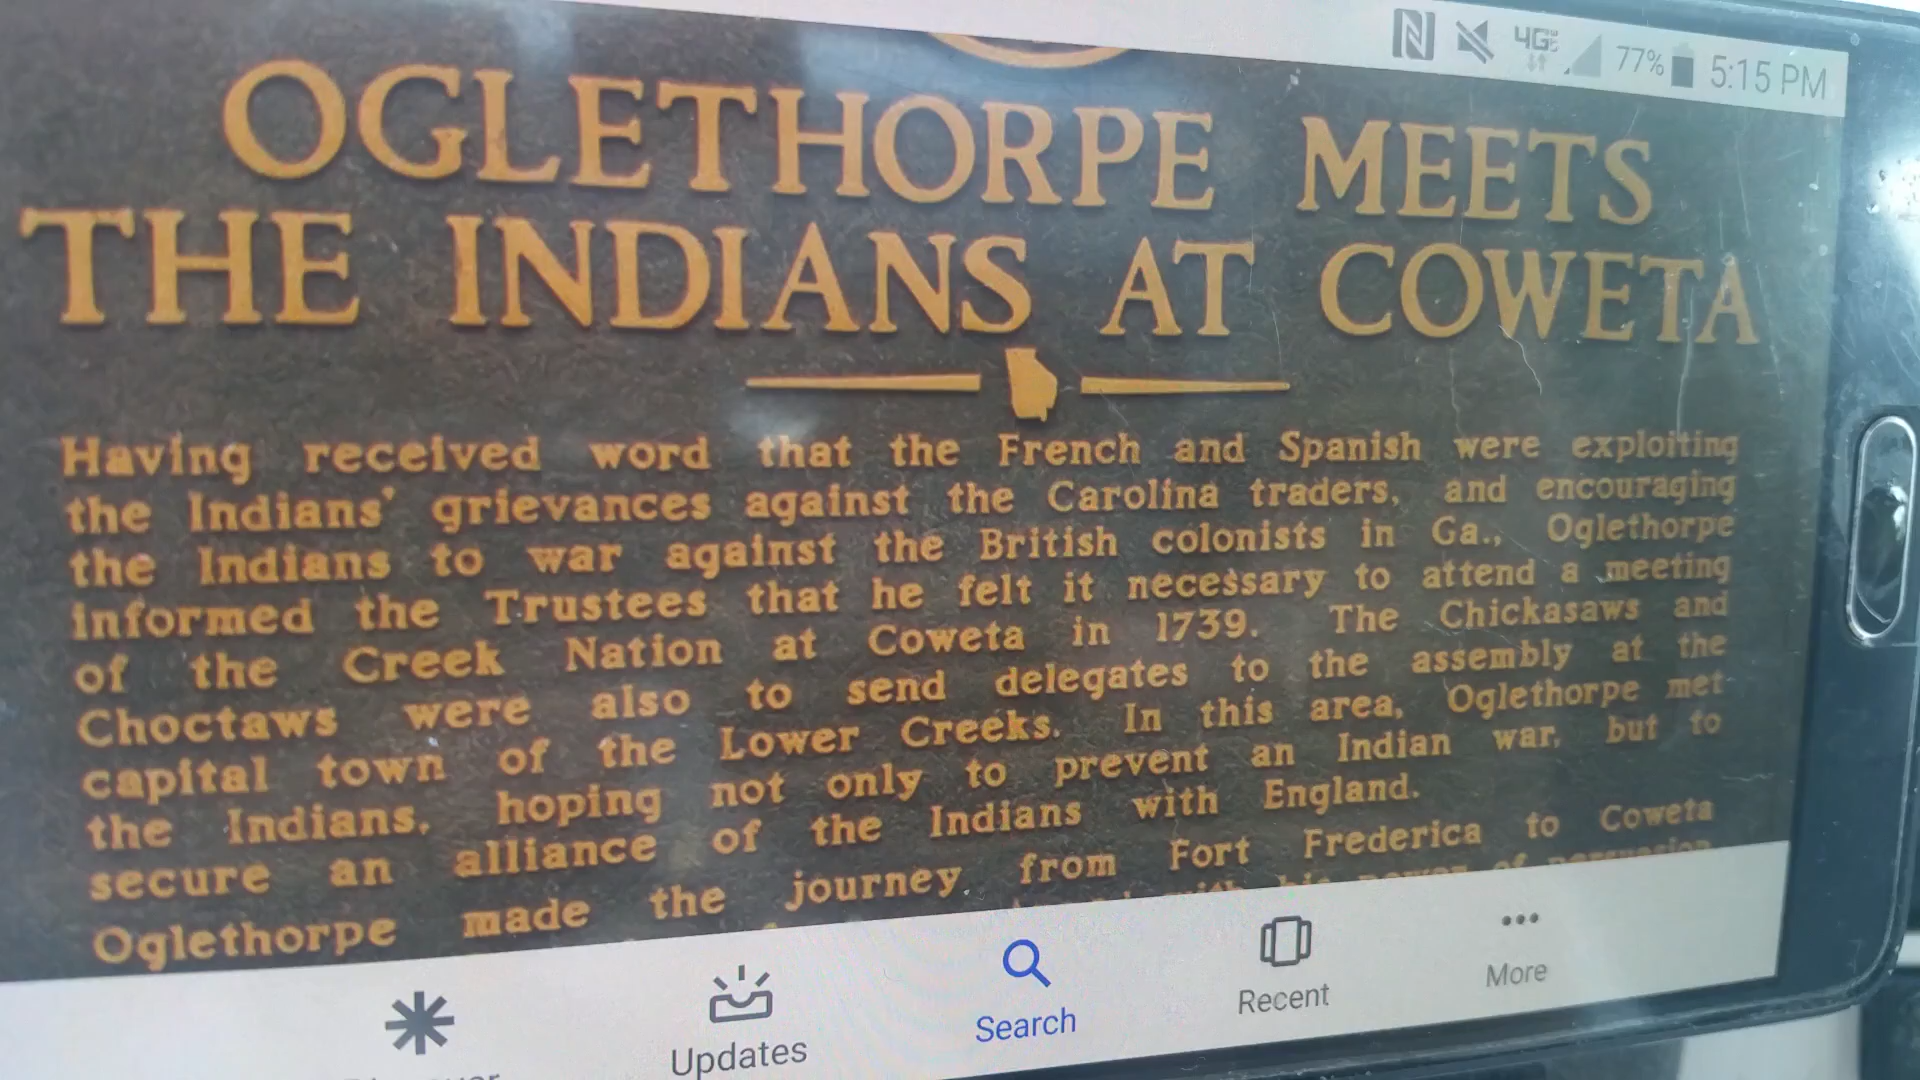 4G 77% 5:15 PM
OGLETHORPE MEETS
THE INDIANS AT COWETA
Having received word that the French and Spanish were exploiting
the Indians' grievances against the Carolina traders, and encouraging
the Indians to war against the British colonists in Ga., Oglethorpe
informed the Trustees that he felt it necessary to attend a meeting
of the Creek Nation at Coweta in 1739. The Chickasaws and
Choctaws were also to send delegates to the assembly at the
capital town of the Lower Creeks. In this area, Oglethorpe met
the Indians, hoping not only to prevent an Indian war, but to
secure an alliance of the Indians with England.
Oglethorpe made the journey from Fort Frederica to Coweta
with his power of persuasion
Updates
Search
Recent
More